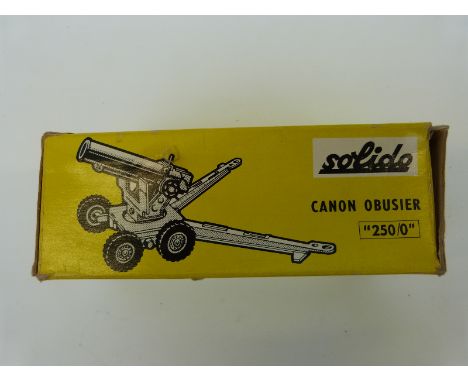 solido
CANON OBUSIER
"250/0"